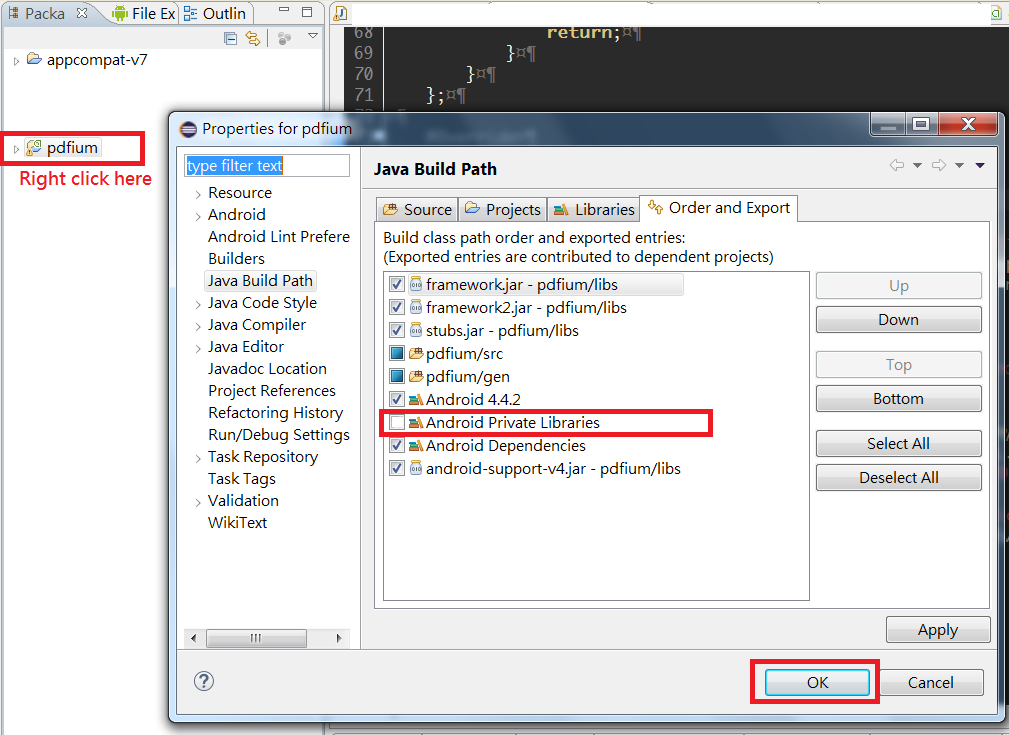 Packa
File Ex
Outlin
appcompat-v7
pdfium
Right click here
68 return;¤¶
69 }¤¶
70 }¤¶
71 };¤¶
Properties for pdfium
type filter text
Resource
Android
Android Lint Prefere
Builders
Java Build Path
Java Code Style
Java Compiler
Java Editor
Javadoc Location
Project References
Refactoring History
Run/Debug Settings
Task Repository
Task Tags
Validation
WikiText
Java Build Path
Source
Projects
Libraries
Order and Export
Build class path order and exported entries:
(Exported entries are contributed to dependent projects)
framework.jar - pdfium/libs
framework2.jar - pdfium/libs
stubs.jar - pdfium/libs
pdfium/src
pdfium/gen
Android 4.4.2
Android Private Libraries
Android Dependencies
android-support-v4.jar - pdfium/libs
Up
Down
Top
Bottom
Select All
Deselect All
Apply
OK
Cancel